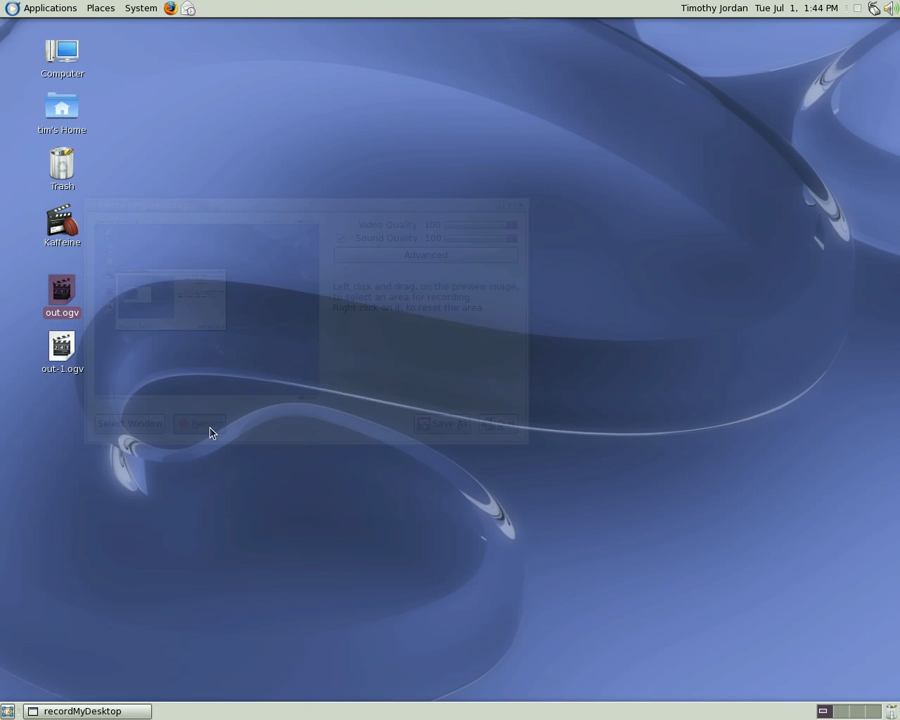 Applications Places System
Timothy Jordan Tue Jul 1, 1:44 PM
Computer
tim's Home
Trash
Kaffeine
out.ogv
out-1.ogv
Video Quality 100
Sound Quality 100
Advanced
Left click and drag, on the preview image,
to select an area for recording.
Right click on it, to reset the area.
Select Window
Save As
recordMyDesktop